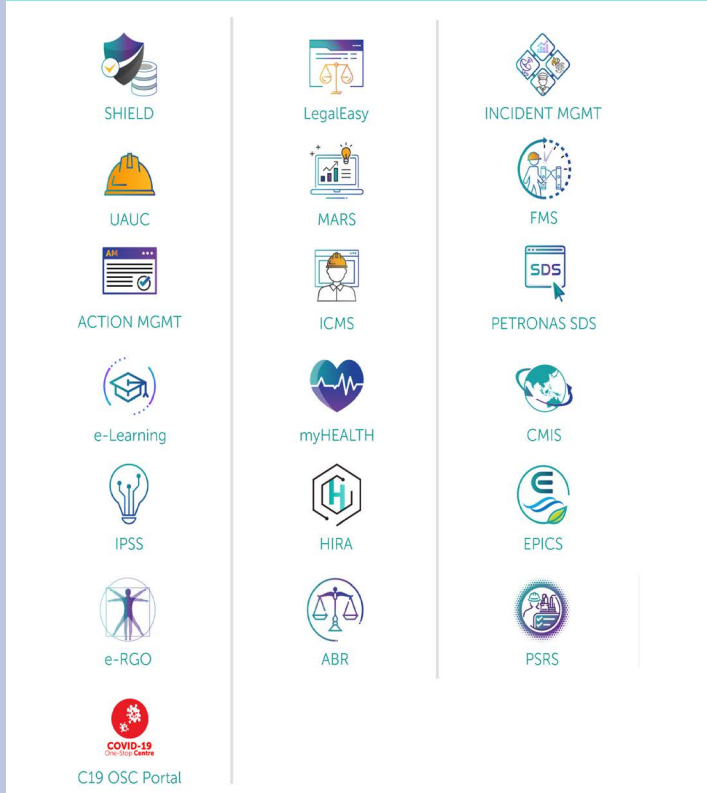 SHIELD
LegalEasy
INCIDENT MGMT
UAUC
MARS
FMS
AM
ACTION MGMT
ICMS
SDS
PETRONAS SDS
e-Learning
myHEALTH
CMIS
IPSS
H
HIRA
E
EPICS
e-RGO
ABR
PSRS
COVID-19
One-Stop Centre
C19 OSC Portal